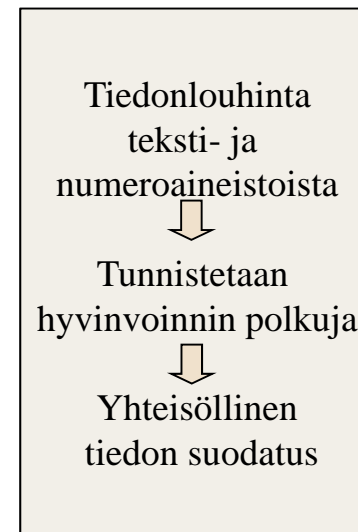 Tiedonlouhinta
teksti- ja
numeroaineistoista
Tunnistetaan
hyvinvoinnin polkuja
Yhteisöllinen
tiedon suodatus